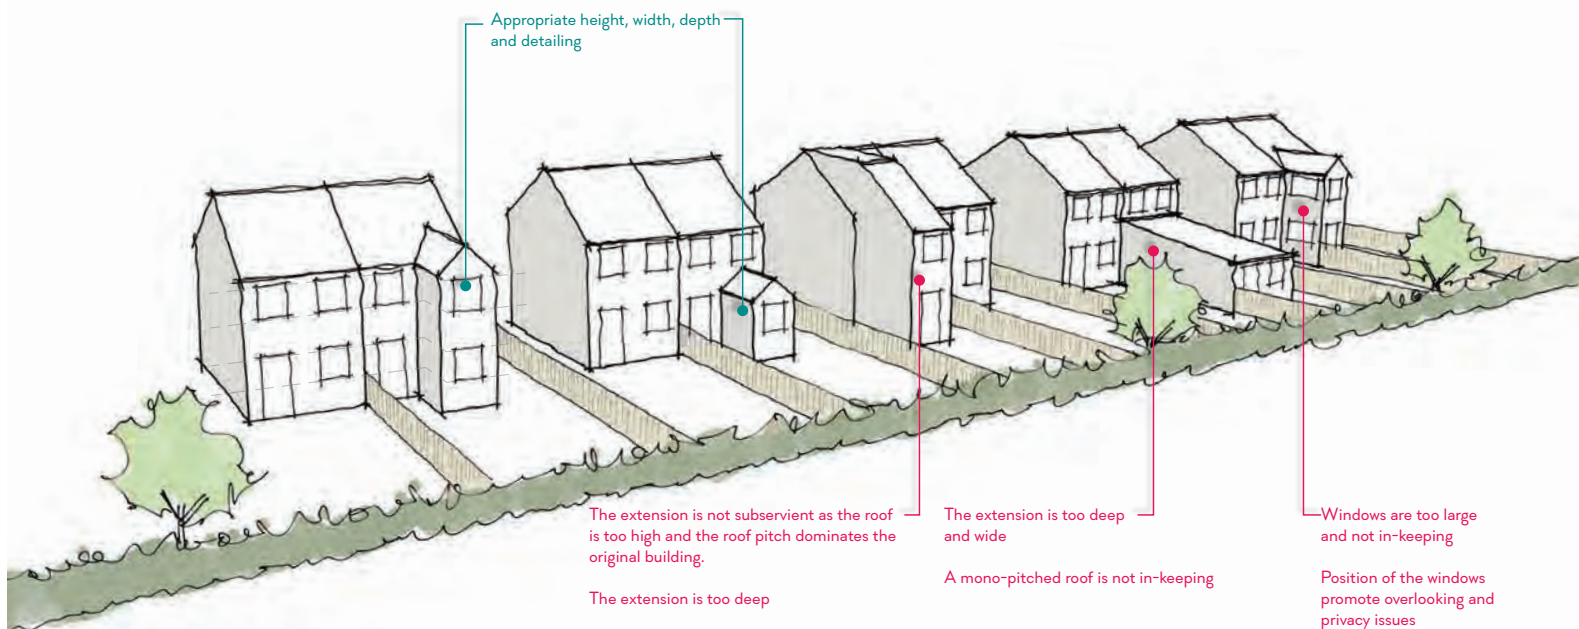 Appropriate height, width, depth
and detailing
The extension is not subservient as the roof
is too high and the roof pitch dominates the
original building.
The extension is too deep
The extension is too deep
and wide
A mono-pitched roof is not in-keeping
Windows are too large
and not in-keeping
Position of the windows
promote overlooking and
privacy issues